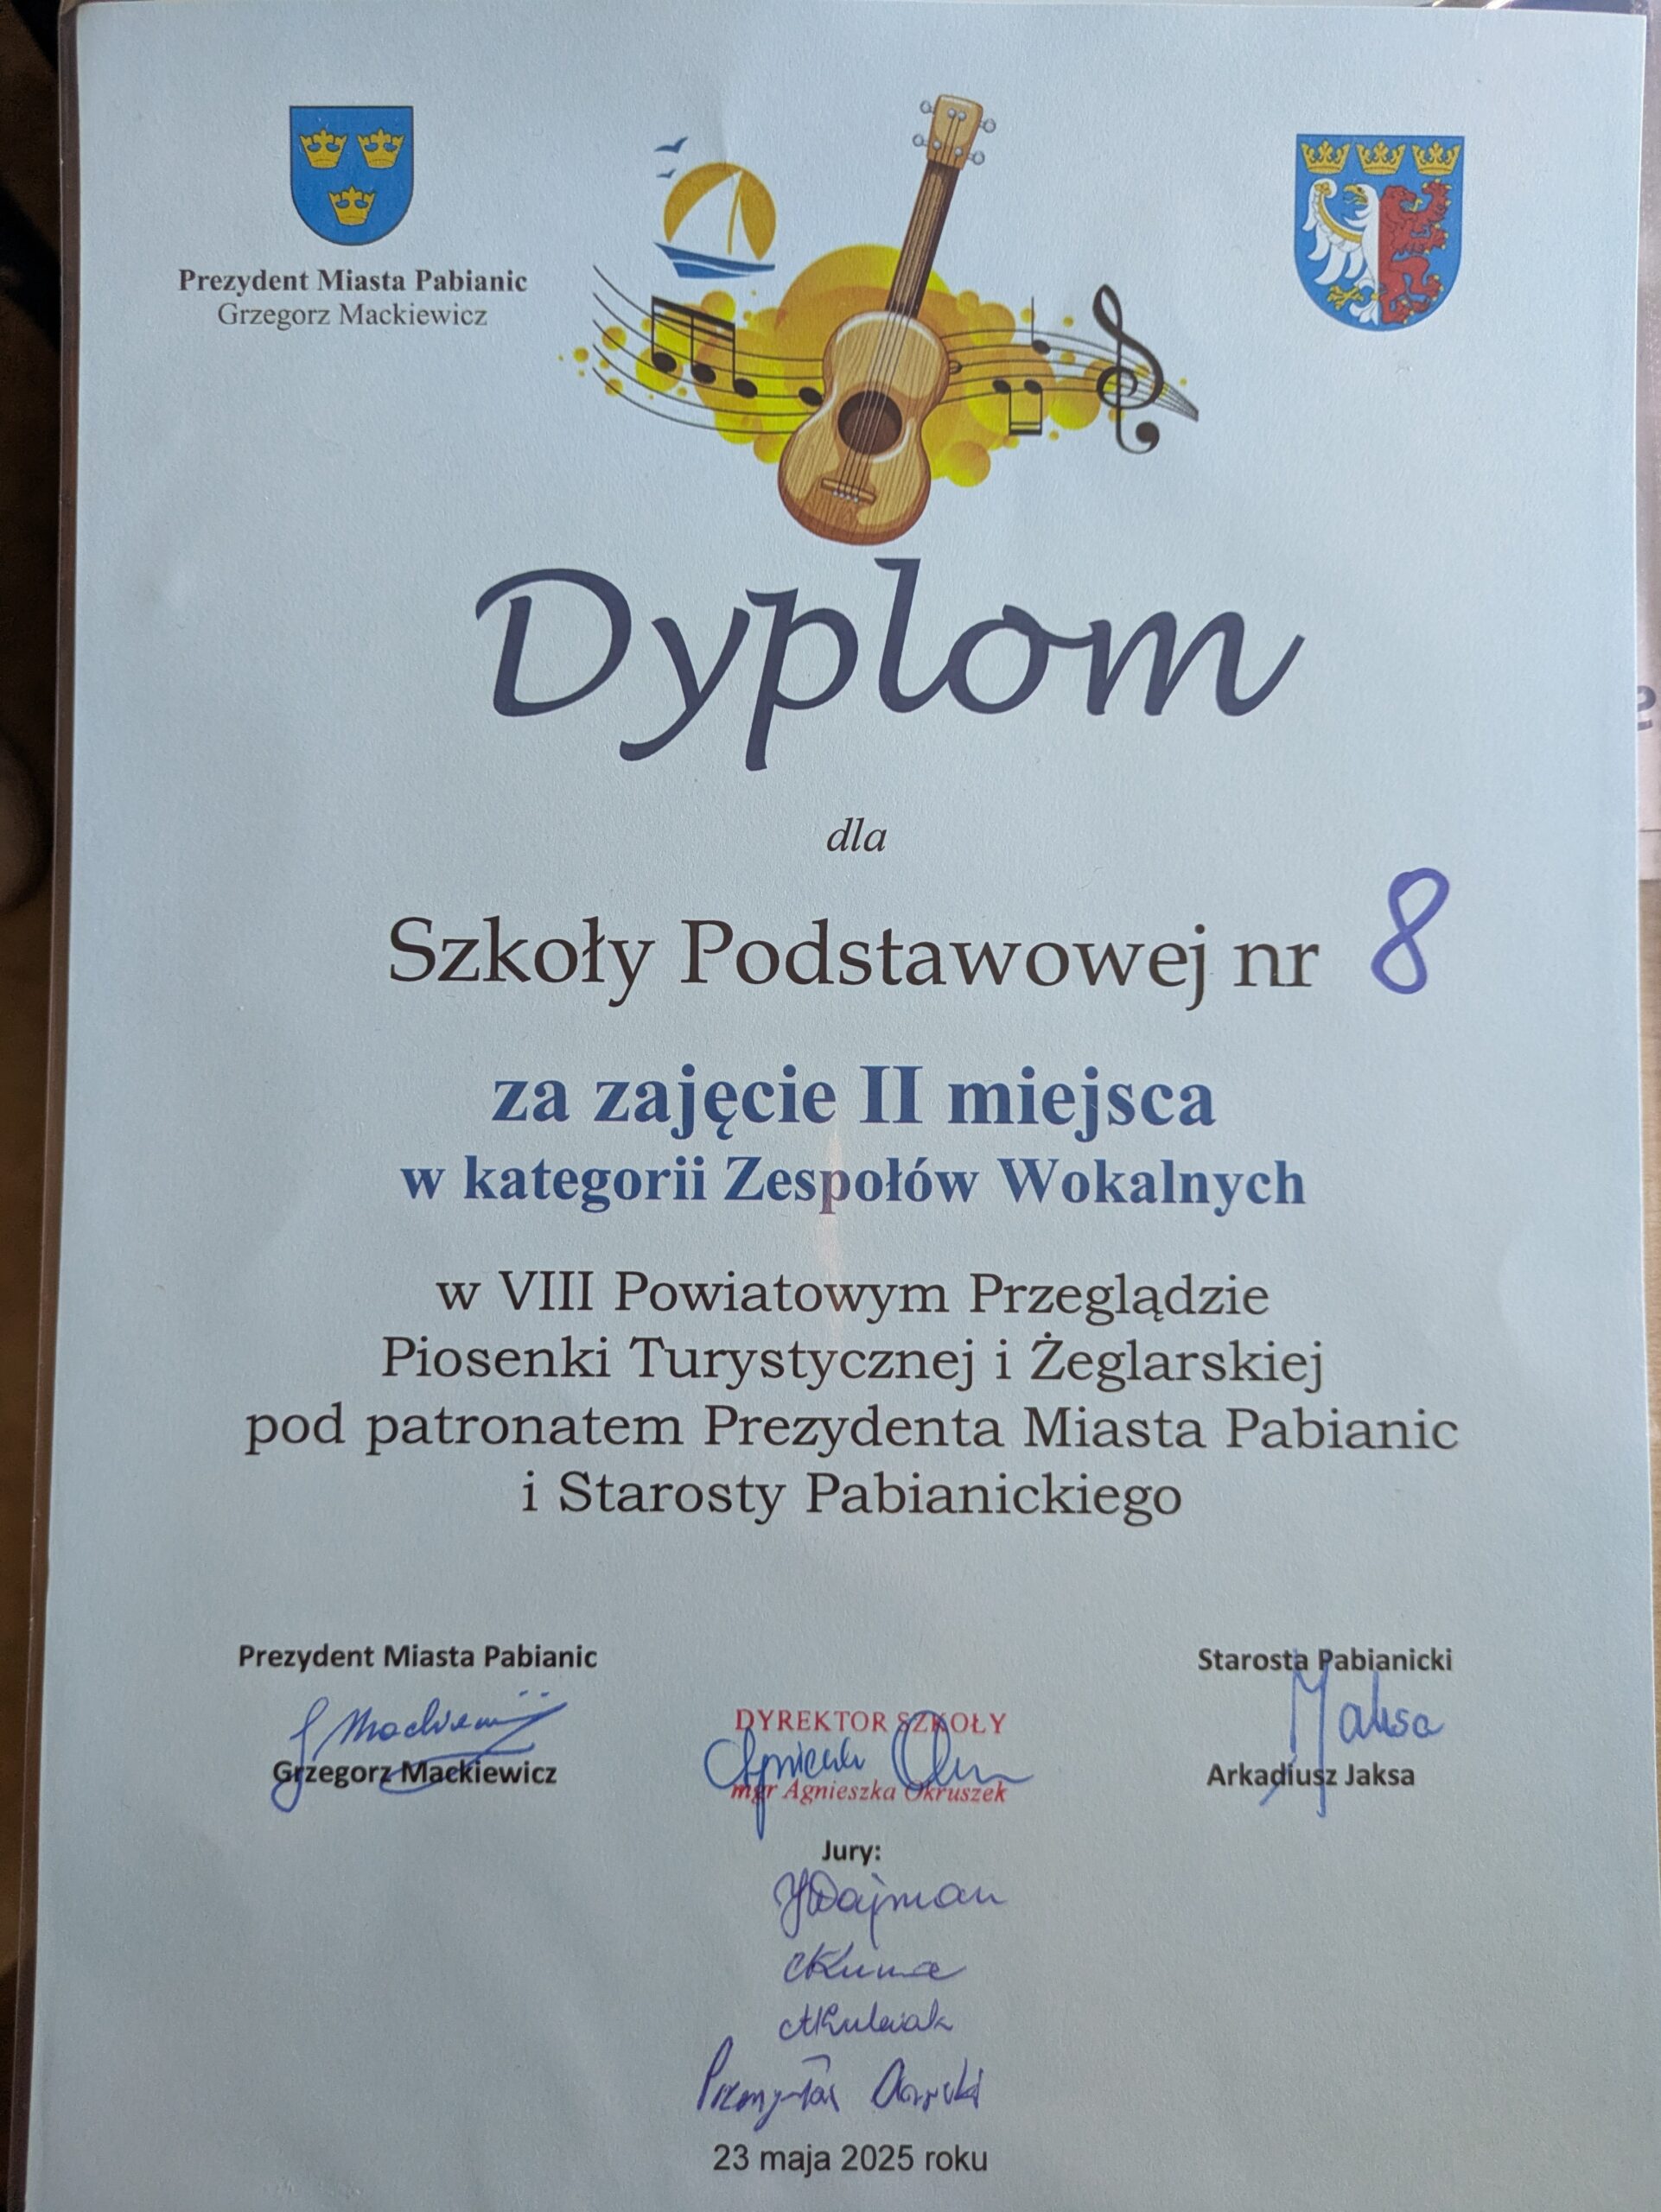 Prezydent Miasta Pabianic
Grzegorz Mackiewicz
Dyplom
dla
Szkoły Podstawowej nr 8
za zajęcie II miejsca
w kategorii Zespołów Wokalnych
w VIII Powiatowym Przeglądzie
Piosenki Turystycznej i Żeglarskiej
pod patronatem Prezydenta Miasta Pabianic
i Starosty Pabianickiego
Prezydent Miasta Pabianic
Grzegorz Mackiewicz
DYREKTOR SZKOŁY
mgr Agnieszka Okruszek
Starosta Pabianicki
Arkadiusz Jaksa
Jury:
23 maja 2025 roku